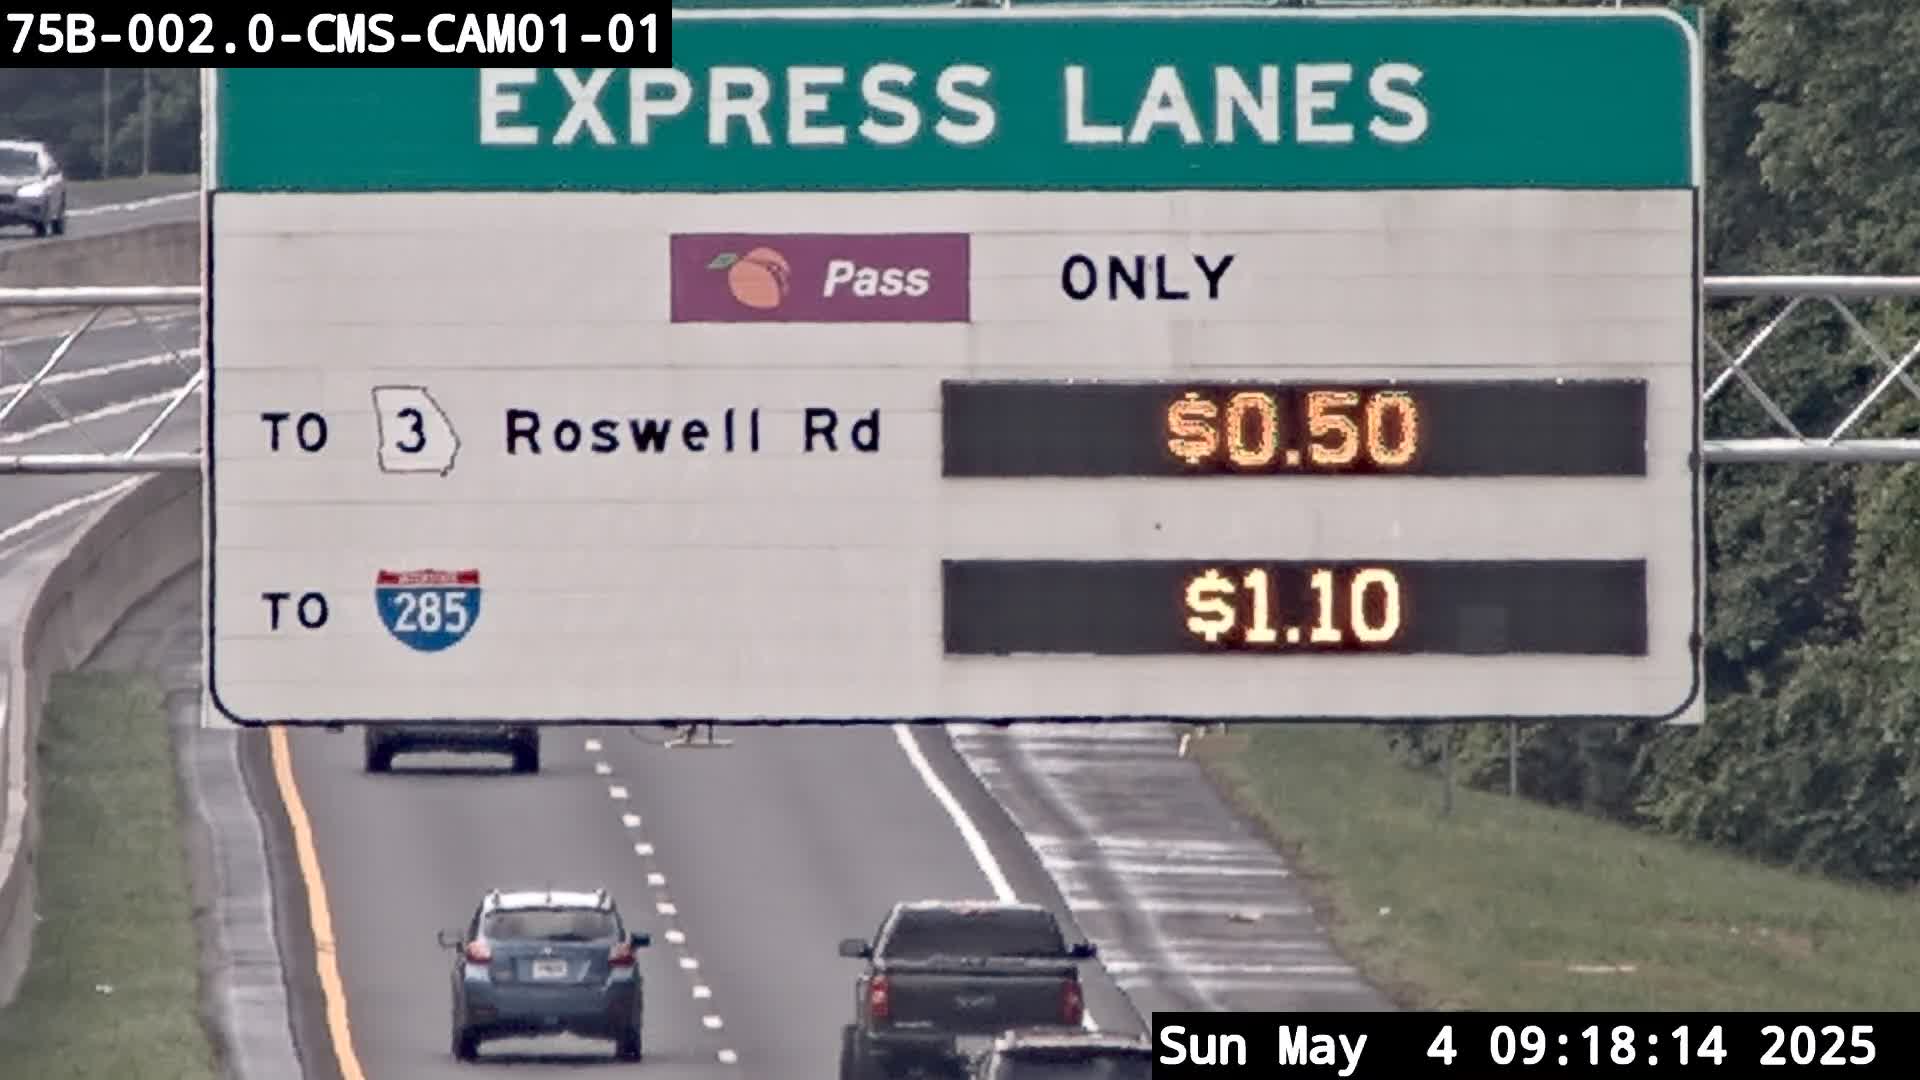 75B-002.0-CMS-CAM01-01
EXPRESS LANES
Pass ONLY
TO 3 Roswell Rd $0.50
TO 285 $1.10
Sun May 4 09:18:14 2025